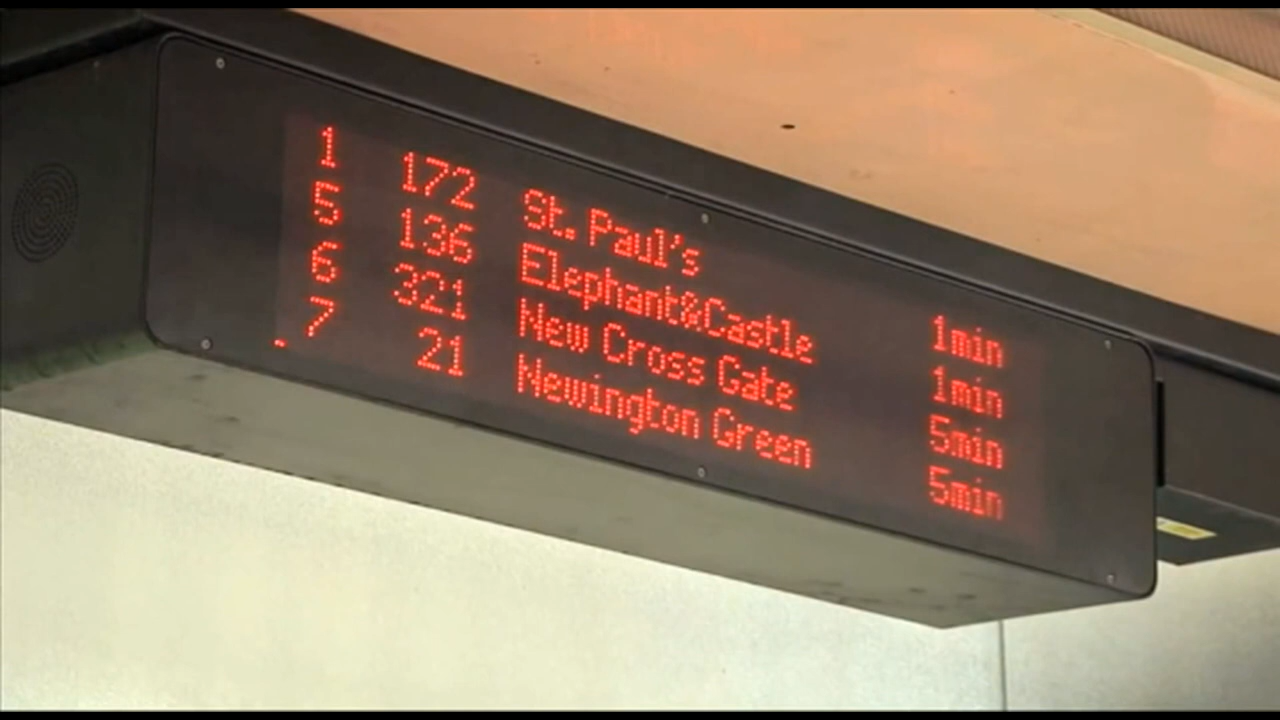 1 172 St. Paul's 1min
5 136 Elephant&Castle 1min
6 321 New Cross Gate 5min
7 21 Newington Green 5min